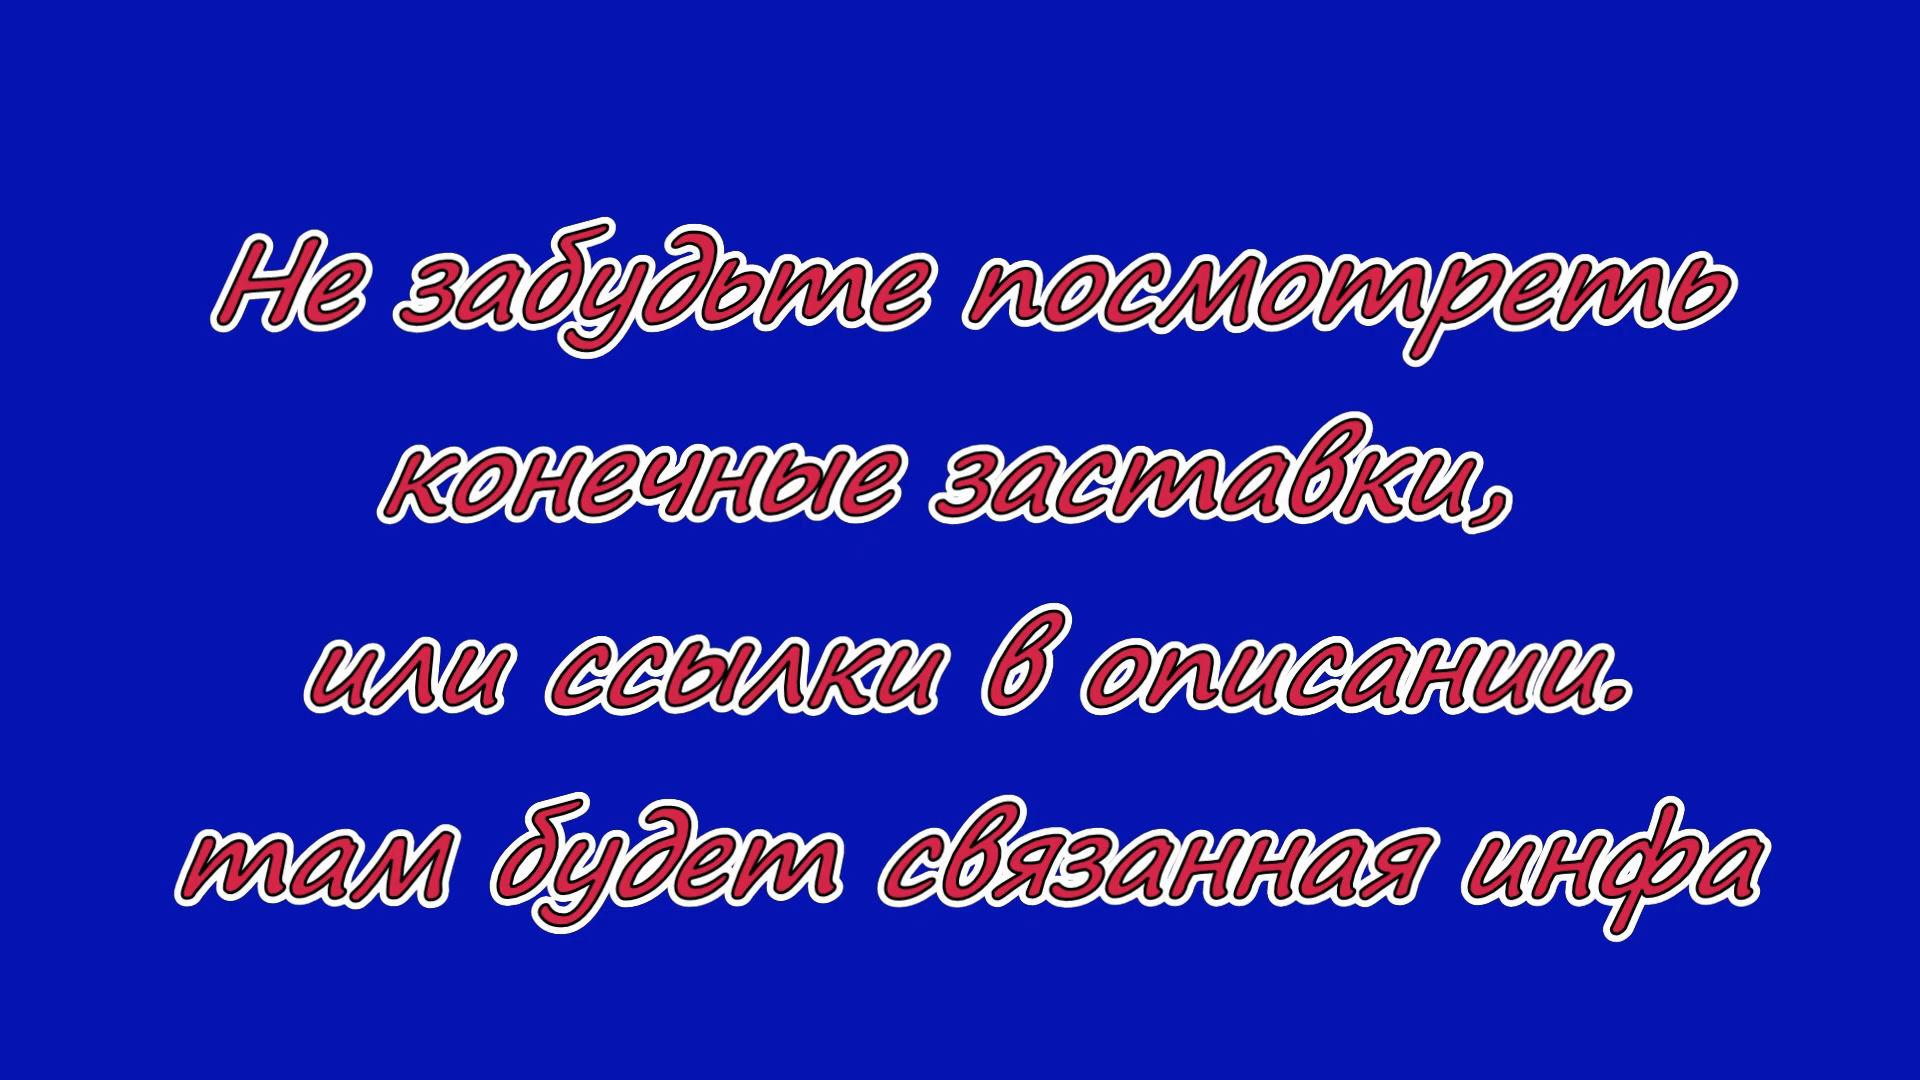 Не забудьте посмотреть
конечные заставки,
или ссылки в описании.
там будет связанная инфа